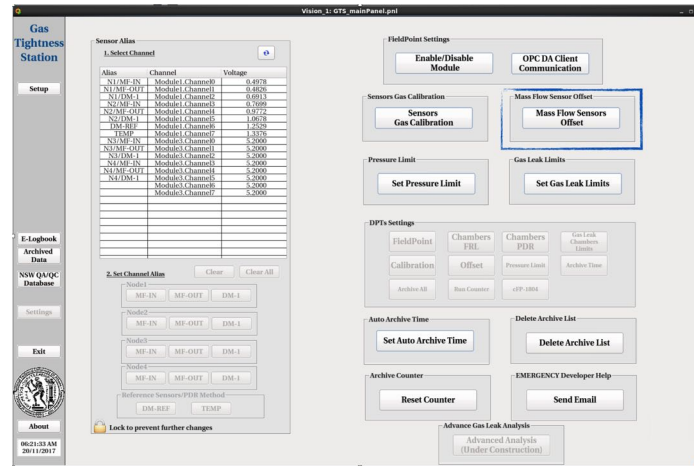 Vision_1: GTS_mainPanel.pnl
Gas
Tightness
Station
Setup
E-Logbook
Archived
Data
NSW QA/QC
Database
Settings
Exit
About
06:21:33 AM
20/11/2017
Sensor Alias
1. Select Channel
Alias Channel Voltage
N1/MF-IN Module1.Channel0 0.4978
N1/MF-OUT Module1.Channel1 0.4826
N1/DM-1 Module1.Channel2 0.6913
N2/MF-IN Module1.Channel3 0.7699
N2/MF-OUT Module1.Channel4 0.9772
N2/DM-1 Module1.Channel5 1.0678
DM-REF Module1.Channel6 1.2529
TEMP Module1.Channel7 1.3376
N3/MF-IN Module3.Channel0 5.2000
N3/MF-OUT Module3.Channel1 5.2000
N3/DM-1 Module3.Channel2 5.2000
N4/MF-IN Module3.Channel3 5.2000
N4/MF-OUT Module3.Channel4 5.2000
N4/DM-1 Module3.Channel5 5.2000
Module3.Channel6 5.2000
Module3.Channel7 5.2000
2. Set Channel Alias Clear Clear All
Node1
MF-IN MF-OUT DM-1
Node2
MF-IN MF-OUT DM-1
Node3
MF-IN MF-OUT DM-1
Node4
MF-IN MF-OUT DM-1
Reference Sensors/PDR Method
DM-REF TEMP
Lock to prevent further changes
FieldPoint Settings
Enable/Disable
Module
OPC DA Client
Communication
Sensors Gas Calibration
Sensors
Gas Calibration
Mass Flow Sensor Offset
Mass Flow Sensors
Offset
Pressure Limit
Set Pressure Limit
Gas Leak Limits
Set Gas Leak Limits
DPTs Settings
FieldPoint
Chambers
FRL
Chambers
PDR
Gas Leak
Chambers
Limits
Calibration Offset Pressure Limit Archive Time
Archive All Run Counter cFP-1804
Auto Archive Time
Set Auto Archive Time
Delete Archive List
Delete Archive List
Archive Counter
Reset Counter
EMERGENCY Developer Help
Send Email
Advance Gas Leak Analysis
Advanced Analysis
(Under Construction)